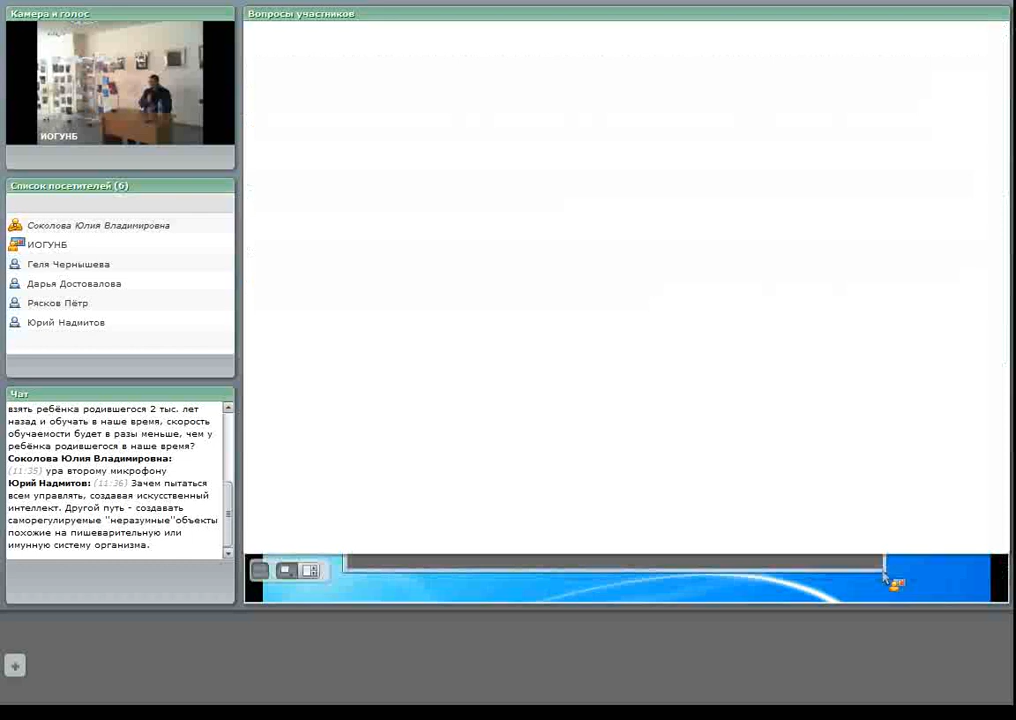 Камера и голос
ИОГУНБ
Список посетителей (6)
Соколова Юлия Владимировна
ИОГУНБ
Геля Чернышева
Дарья Достовалова
Рясков Пётр
Юрий Надмитов
Чат
взять ребёнка родившегося 2 тыс. лет
назад и обучать в наше время, скорость
обучаемости будет в разы меньше, чем у
ребёнка родившегося в наше время?
Соколова Юлия Владимировна:
(11:35) ура второму микрофону
Юрий Надмитов: (11:36) Зачем пытаться
всем управлять, создавая искусственный
интеллект. Другой путь - создавать
саморегулируемые "неразумные"объекты
похожие на пишеварительную или
имунную систему организма.
Вопросы участников